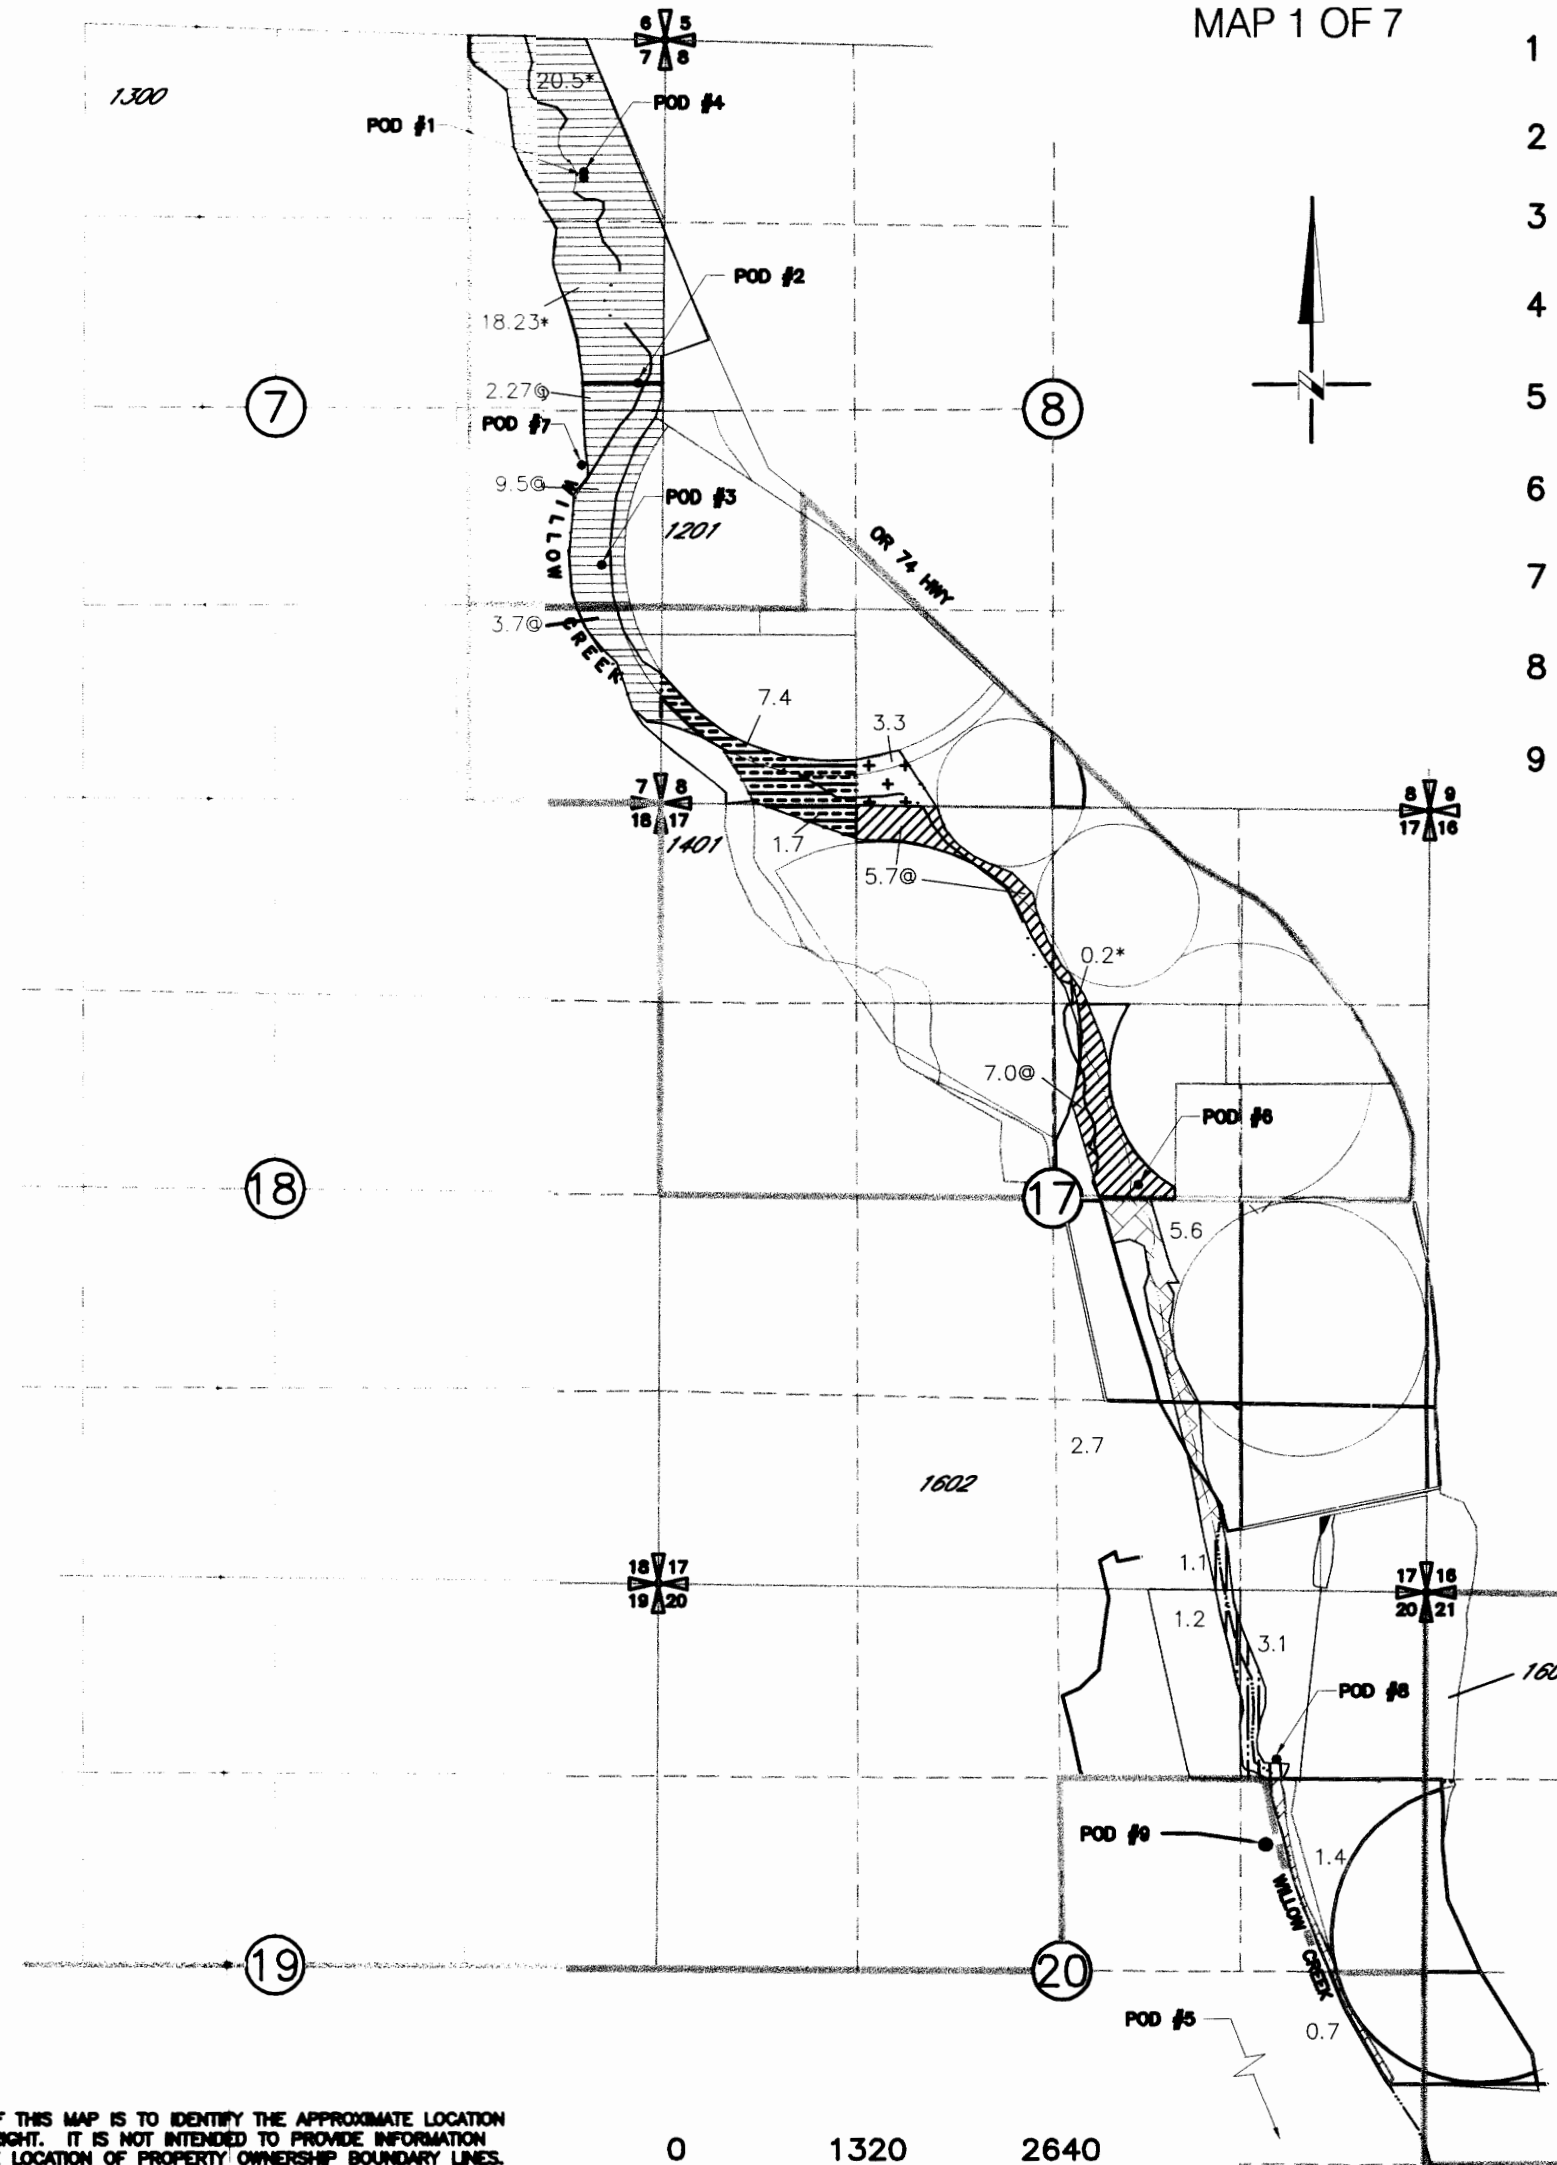 MAP 1 OF 7
1
2
3
4
5
6
7
8
9
6 5
7 8
1300
20.5*
POD #4
POD #1
POD #2
18.23*
2.27@
7
8
POD #7
9.5@
POD #3
1201
WILLOW CREEK
OR 74 HWY
3.7@
7.4
3.3
7 8
18 17
8 9
17 16
1401
1.7
5.7@
0.2*
7.0@
POD #6
18
17
5.6
2.7
1602
18 17
19 20
1.1
17 16
20 21
1.2
3.1
POD #8
POD #9
1.4
WILLOW CREEK
19
20
POD #5
0.7
THIS MAP IS TO IDENTIFY THE APPROXIMATE LOCATION
IT IS NOT INTENDED TO PROVIDE INFORMATION
LOCATION OF PROPERTY OWNERSHIP BOUNDARY LINES.
0 1320 2640